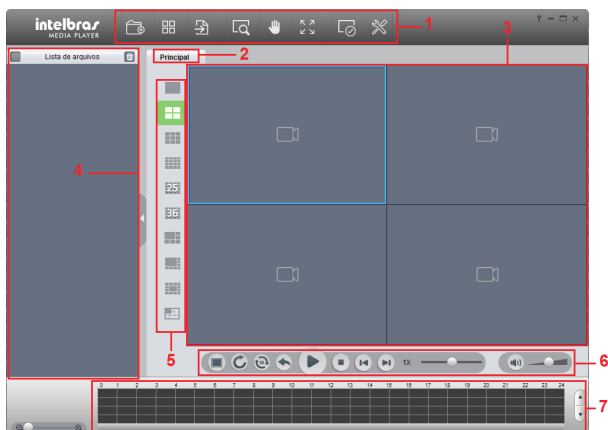 intelbras
MEDIA PLAYER
1
? 
Lista de arquivos
Principal
2
3
4
25
36
5
1X
6
0 1 2 3 4 5 6 7 8 9 10 11 12 13 14 15 16 17 18 19 20 21 22 23 24
7